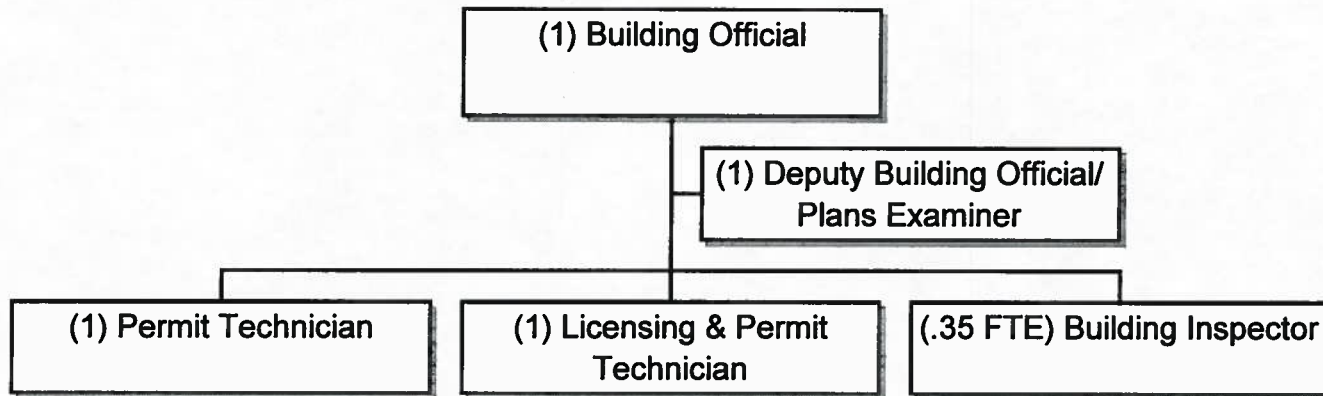 (1) Building Official
(1) Deputy Building Official/
Plans Examiner
(1) Permit Technician
(1) Licensing & Permit
Technician
(.35 FTE) Building Inspector